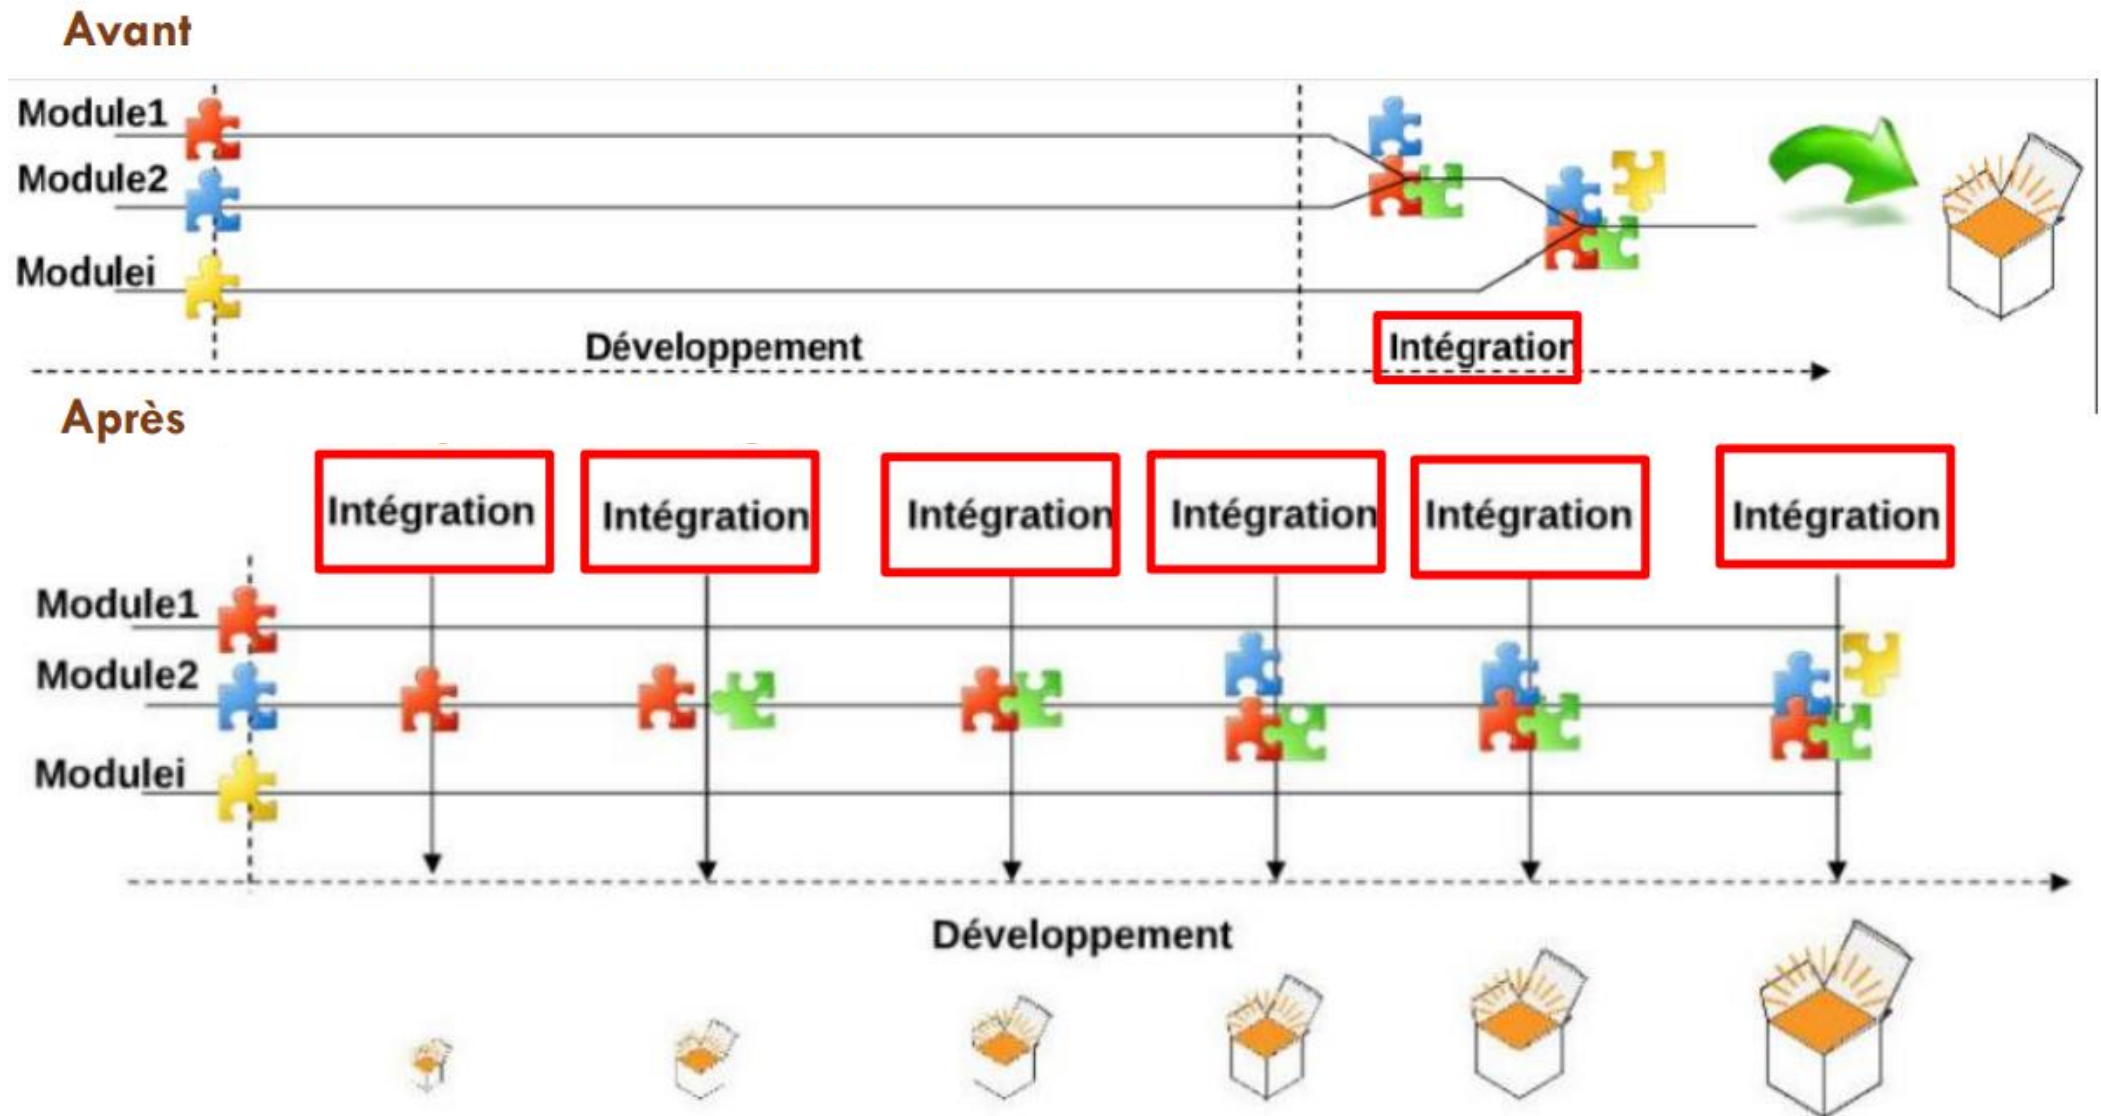 Avant
Module1
Module2
Modulei
Développement
Intégration
Après
Intégration
Intégration
Intégration
Intégration
Intégration
Intégration
Module1
Module2
Modulei
Développement